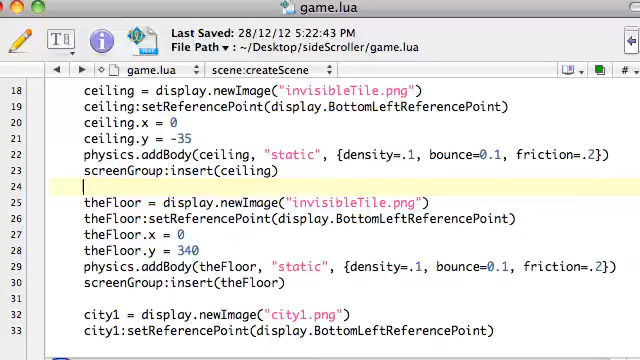 game.lua
Last Saved: 28/12/12 5:22:43 PM
File Path: ~/Desktop/sideScroller/game.lua
game.lua scene:createScene
18 ceiling = display.newImage("invisibleTile.png")
19 ceiling:setReferencePoint(display.BottomLeftReferencePoint)
20 ceiling.x = 0
21 ceiling.y = -35
22 physics.addBody(ceiling, "static", {density=.1, bounce=0.1, friction=.2})
23 screenGroup:insert(ceiling)
24
25 theFloor = display.newImage("invisibleTile.png")
26 theFloor:setReferencePoint(display.BottomLeftReferencePoint)
27 theFloor.x = 0
28 theFloor.y = 340
29 physics.addBody(theFloor, "static", {density=.1, bounce=0.1, friction=.2})
30 screenGroup:insert(theFloor)
31
32 city1 = display.newImage("city1.png")
33 city1:setReferencePoint(display.BottomLeftReferencePoint)